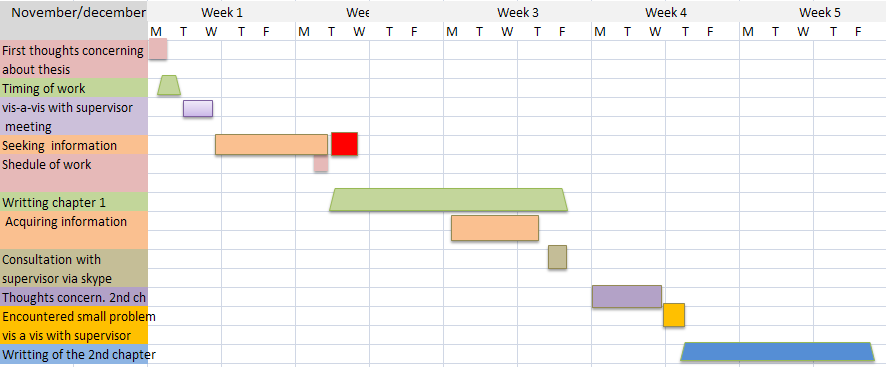 November/december Week 1 Wee Week 3 Week 4 Week 5
M T W T F M T W T F M T W T F M T W T F M T W T F
First thoughts concerning
about thesis
Timing of work
vis-a-vis with supervisor
meeting
Seeking information
Shedule of work
Writting chapter 1
Acquiring information
Consultation with
supervisor via skype
Thoughts concern. 2nd ch
Encountered small problem
vis a vis with supervisor
Writting of the 2nd chapter